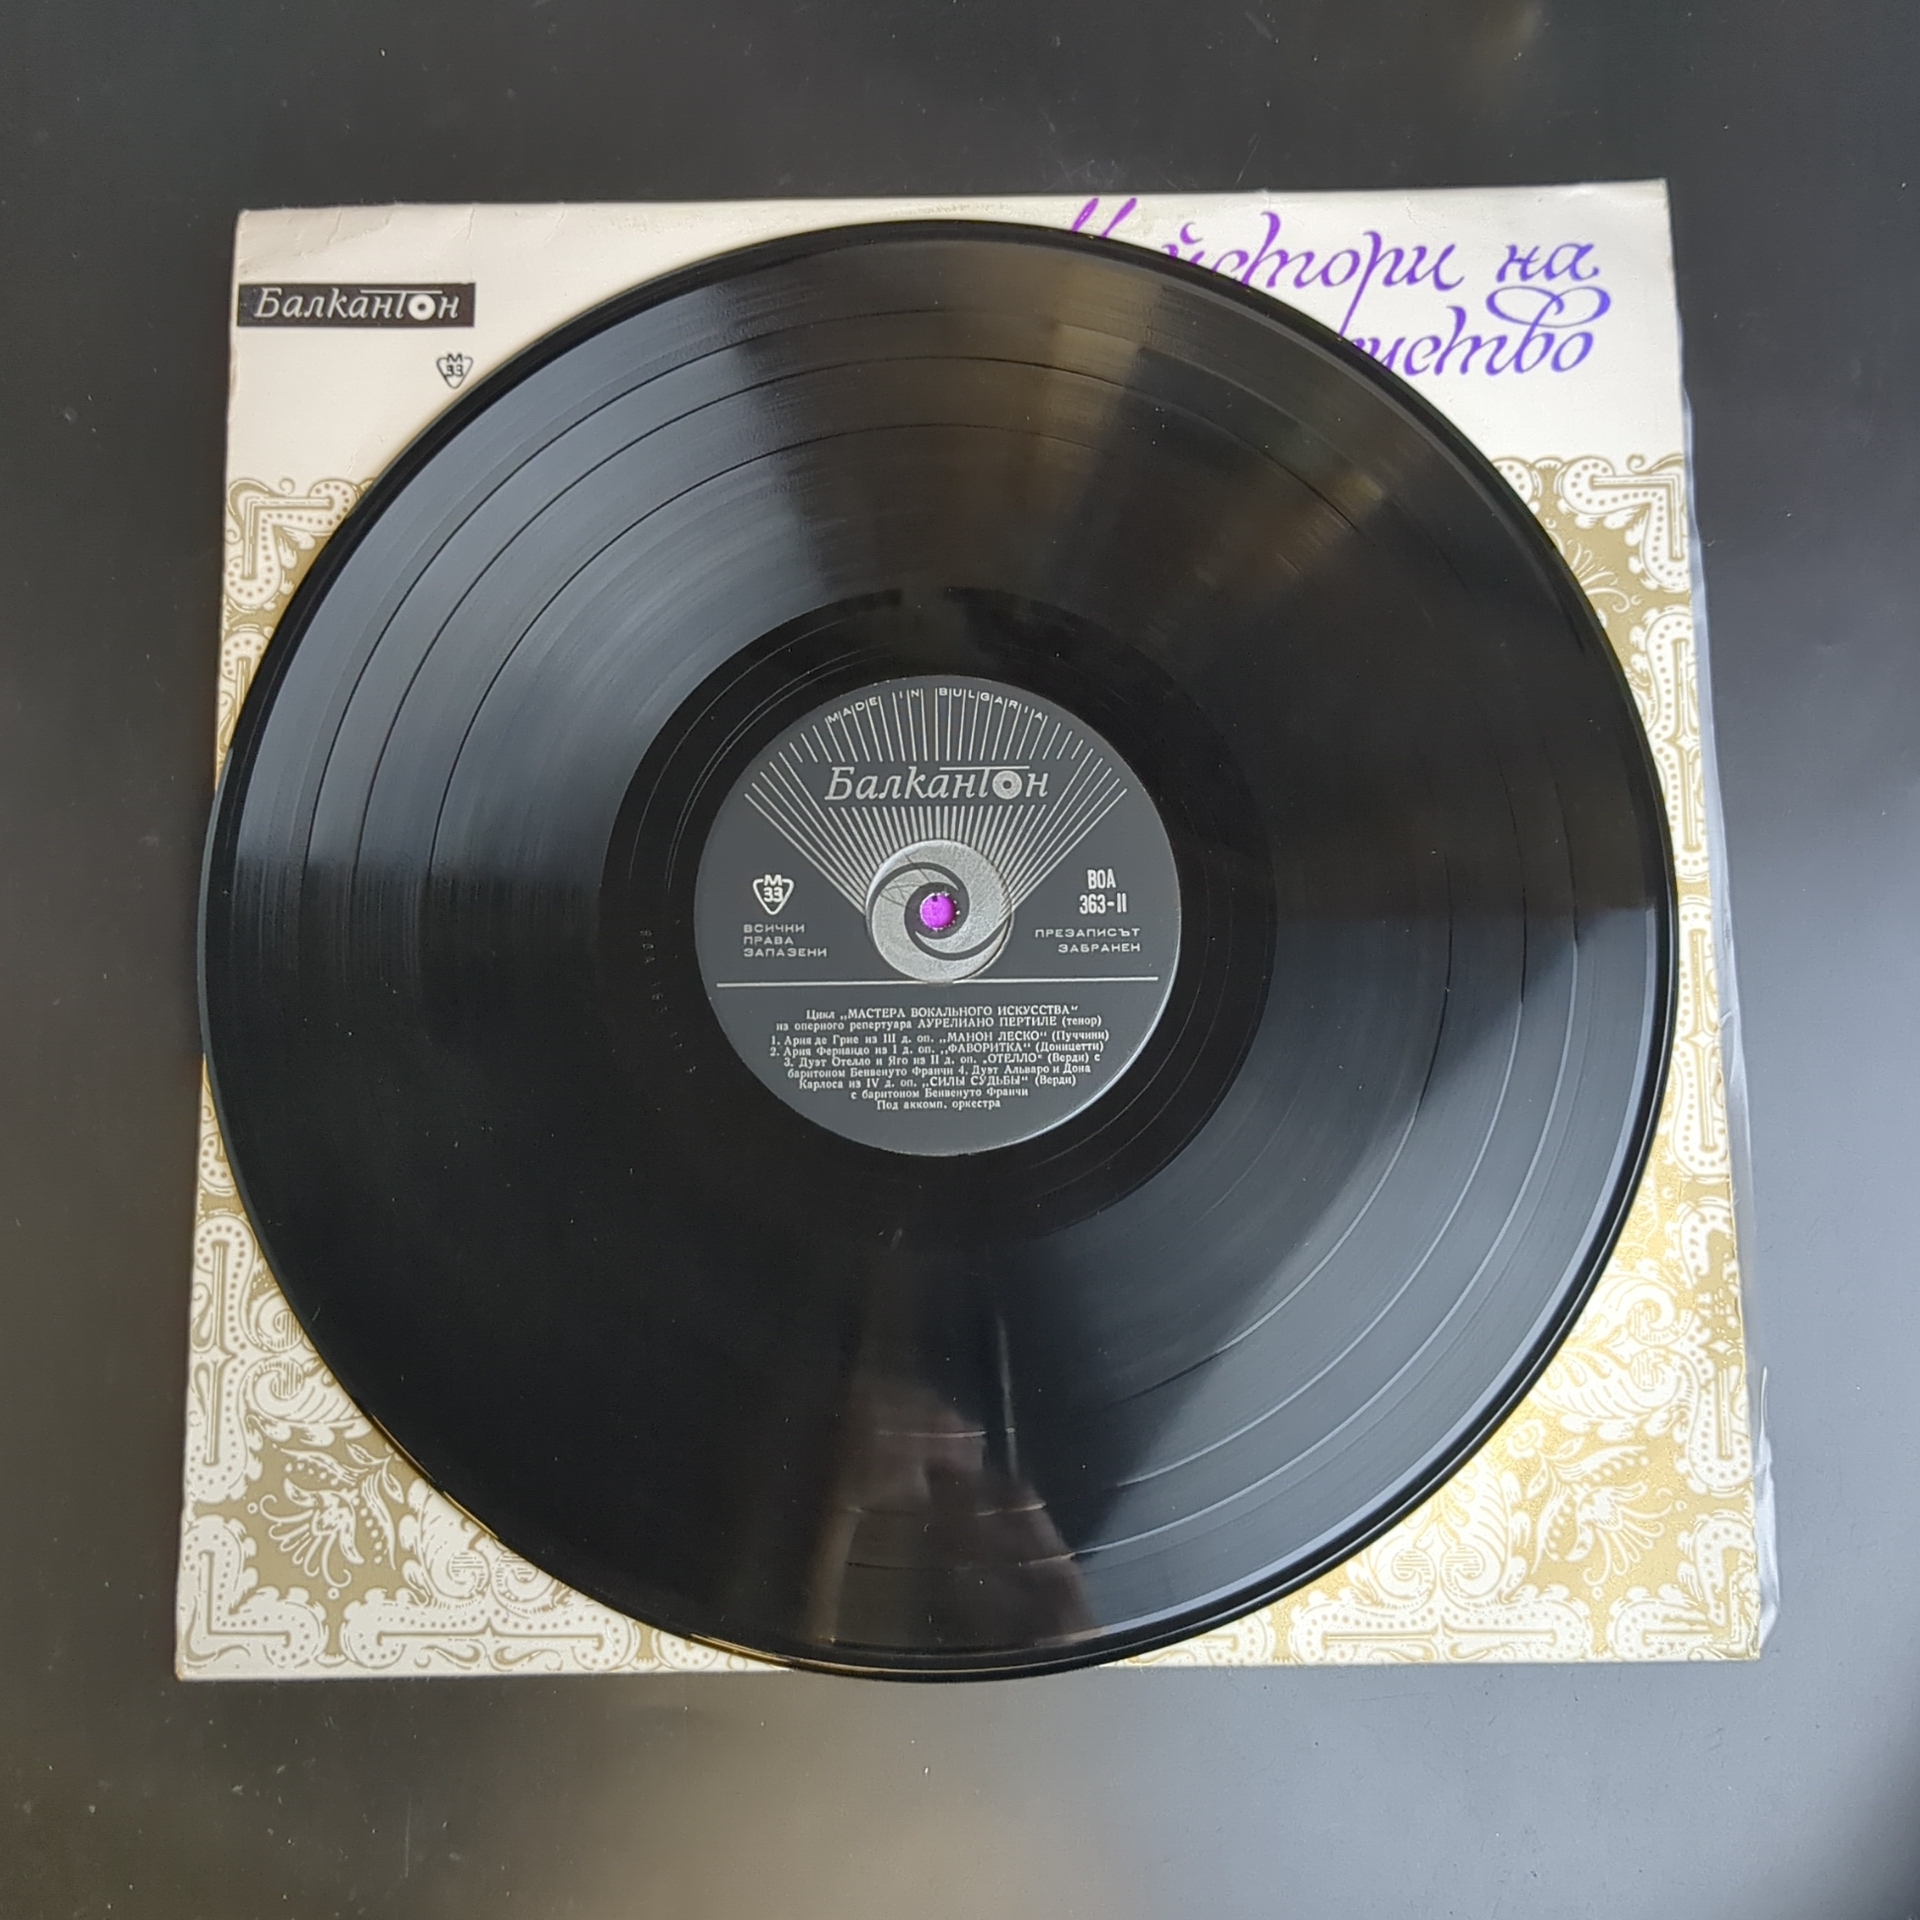 Балкантон
М
33
на
MADE IN BULGARIA
Балкантон
М
33
ВСИЧКИ
ПРАВА
ЗАПАЗЕНИ
ВОА
363-II
ПРЕЗАПИСЪТ
ЗАБРАНЕН
Цикл „МАСТЕРА ВОКАЛЬНОГО ИСКУССТВА“
из оперного репертуара АУРЕЛИАНО ПЕРТИЛЕ (тенор)
1. Ария де Грие из III д. оп. „МАНОН ЛЕСКО“ (Пуччини)
2. Ария Фернандо из I д. оп. „ФАВОРИТКА“ (Доницетти)
3. Дуэт Отелло и Яго из II д. оп. „ОТЕЛЛО“ (Верди) с
баритоном Бенвенуто Франчи 4. Дуэт Альваро и Дона
Карлоса из IV д. оп. „СИЛЫ СУДЬБЫ“ (Верди)
с баритоном Бенвенуто Франчи
Под аккомп. оркестра